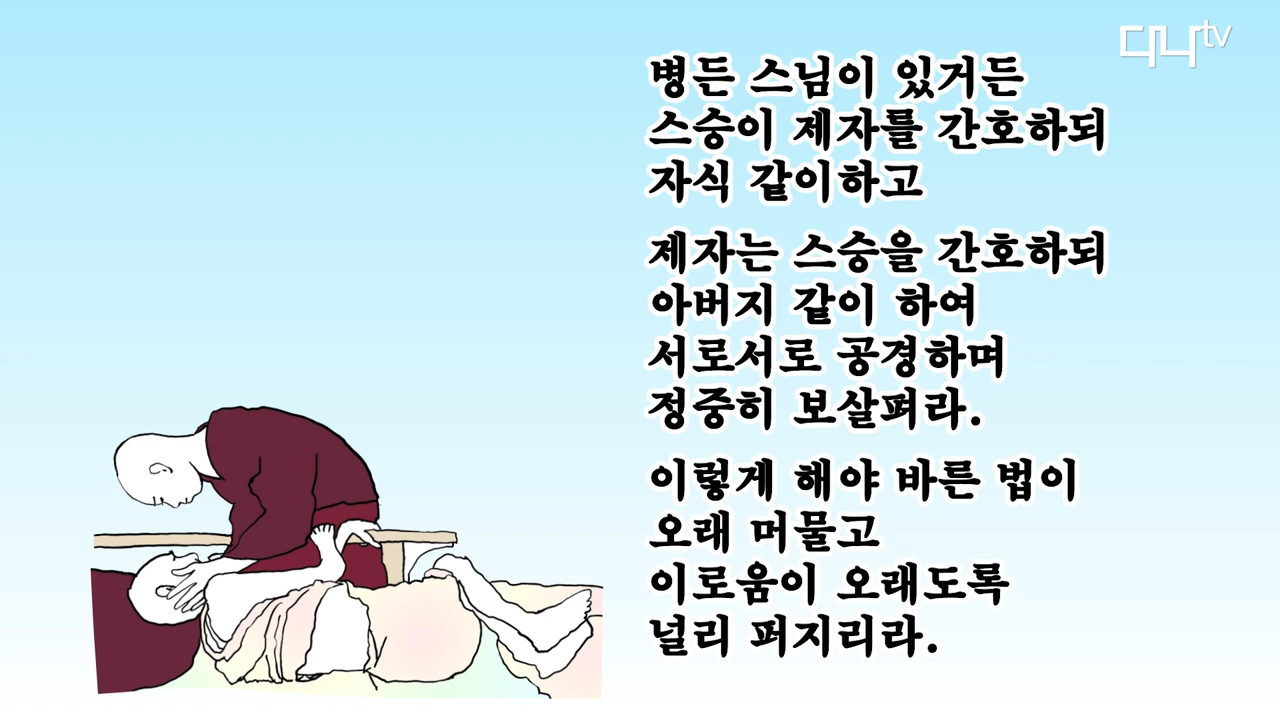 디나tv
병든 스님이 있거든
스승이 제자를 간호하되
자식 같이하고
제자는 스승을 간호하되
아버지 같이 하여
서로서로 공경하며
정중히 보살펴라.
이렇게 해야 바른 법이
오래 머물고
이로움이 오래도록
널리 퍼지리라.